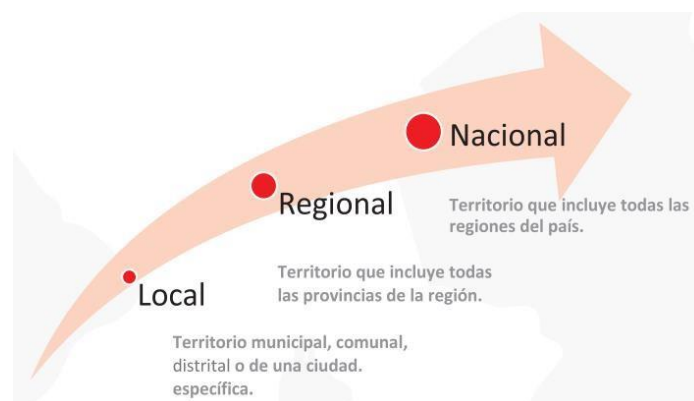 Nacional
Territorio que incluye todas las
regiones del país.
Regional
Territorio que incluye todas
las provincias de la región.
Local
Territorio municipal, comunal,
distrital o de una ciudad.
específica.